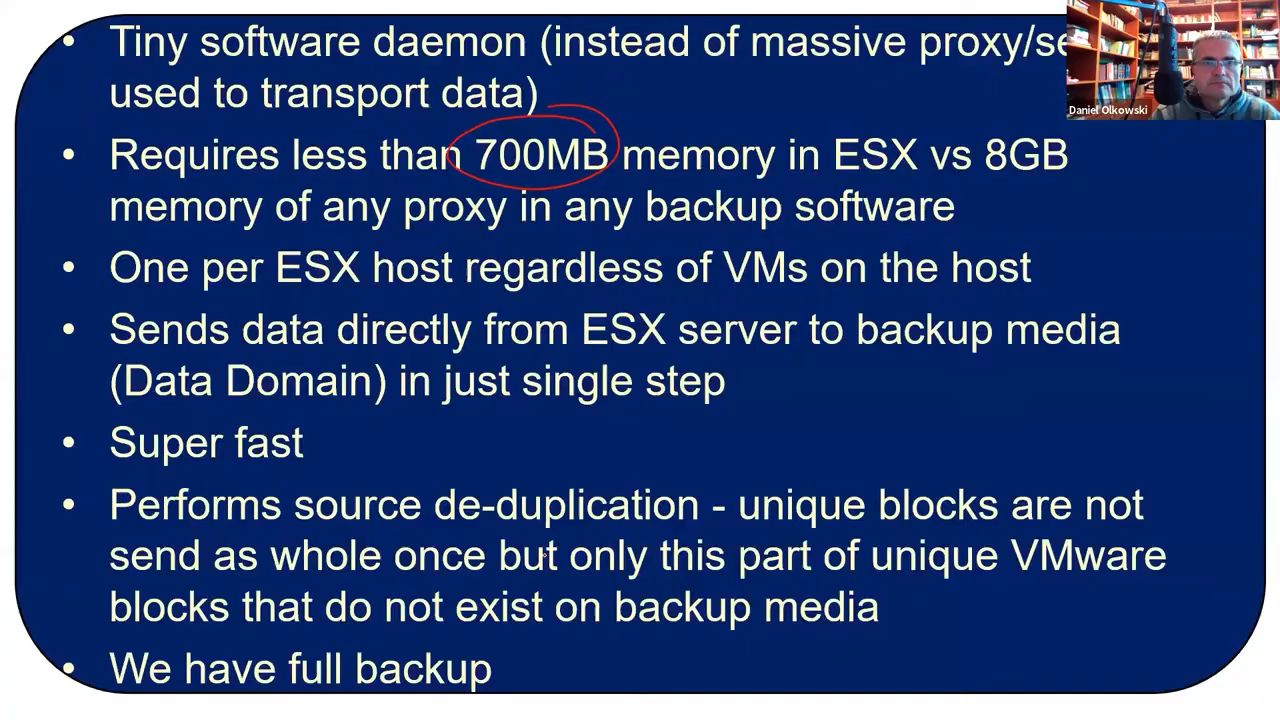 • Tiny software daemon (instead of massive proxy/se
used to transport data)
• Requires less than 700MB memory in ESX vs 8GB
memory of any proxy in any backup software
• One per ESX host regardless of VMs on the host
• Sends data directly from ESX server to backup media
(Data Domain) in just single step
• Super fast
• Performs source de-duplication - unique blocks are not
send as whole once but only this part of unique VMware
blocks that do not exist on backup media
• We have full backup
Daniel Olkowski